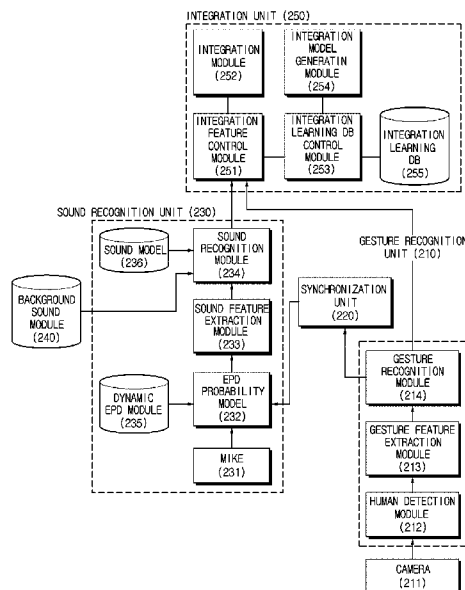 INTEGRATION UNIT (250)
INTEGRATION
MODULE
(252)
INTEGRATION
MODEL
GENERATIN
MODULE
(254)
INTEGRATION
FEATURE
CONTROL
MODULE
(251)
INTEGRATION
LEARNING DB
CONTROL
MODULE
(253)
INTEGRATION
LEARNING
DB
(255)
SOUND RECOGNITION UNIT (230)
SOUND MODEL
(236)
SOUND
RECOGNITION
MODULE
(234)
GESTURE RECOGNITION
UNIT (210)
BACKGROUND
SOUND
MODULE
(240)
SYNCHRONIZATION
UNIT
(220)
SOUND FEATURE
EXTRACTION MODULE
(233)
DYNAMIC
EPD MODULE
(235)
EPD
PROBABILITY
MODEL
(232)
GESTURE
RECOGNITION
MODULE
(214)
MIKE
(231)
GESTURE FEATURE
EXTRACTION
MODULE
(213)
HUMAN DETECTION
MODULE
(212)
CAMERA
(211)